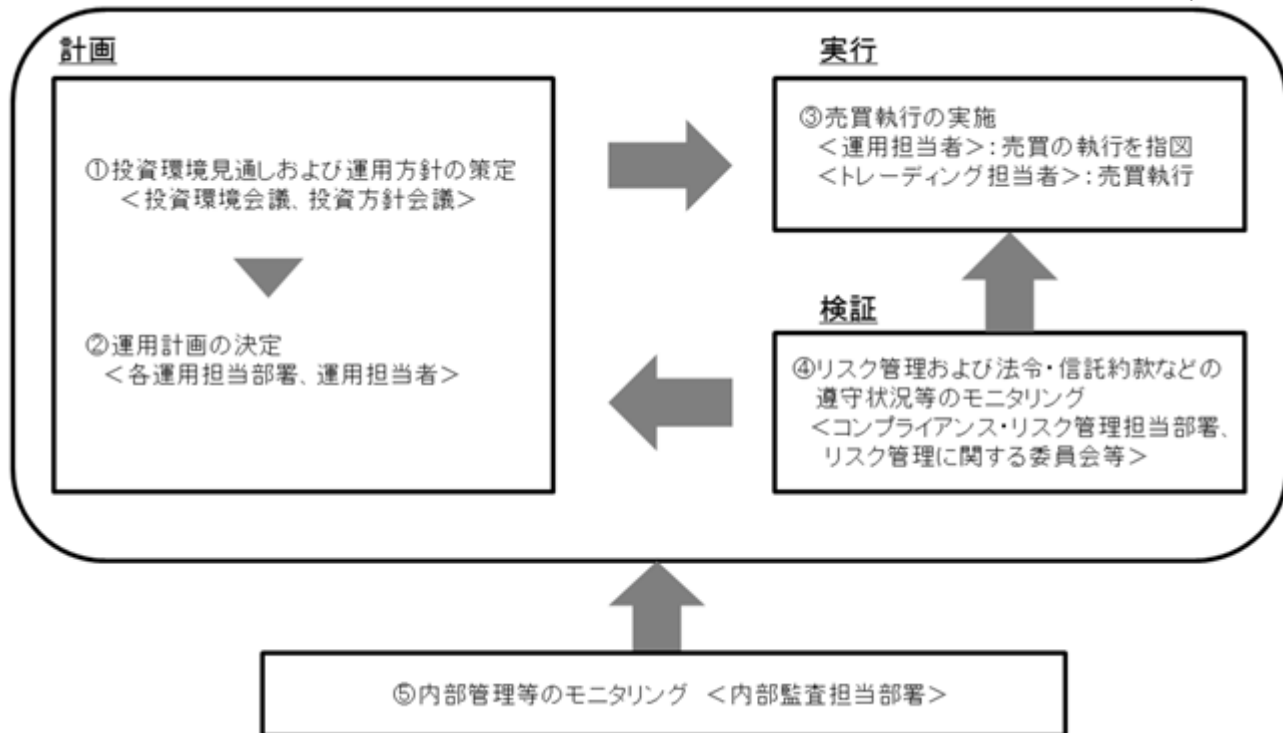 計画
①投資環境見通しおよび運用方針の策定
＜投資環境会議、投資方針会議＞
②運用計画の決定
＜各運用担当部署、運用担当者＞
実行
③売買執行の実施
＜運用担当者＞：売買の執行を指図
＜トレーディング担当者＞：売買執行
検証
④リスク管理および法令・信託約款などの
遵守状況等のモニタリング
＜コンプライアンス・リスク管理担当部署、
リスク管理に関する委員会等＞
⑤内部管理等のモニタリング ＜内部監査担当部署＞